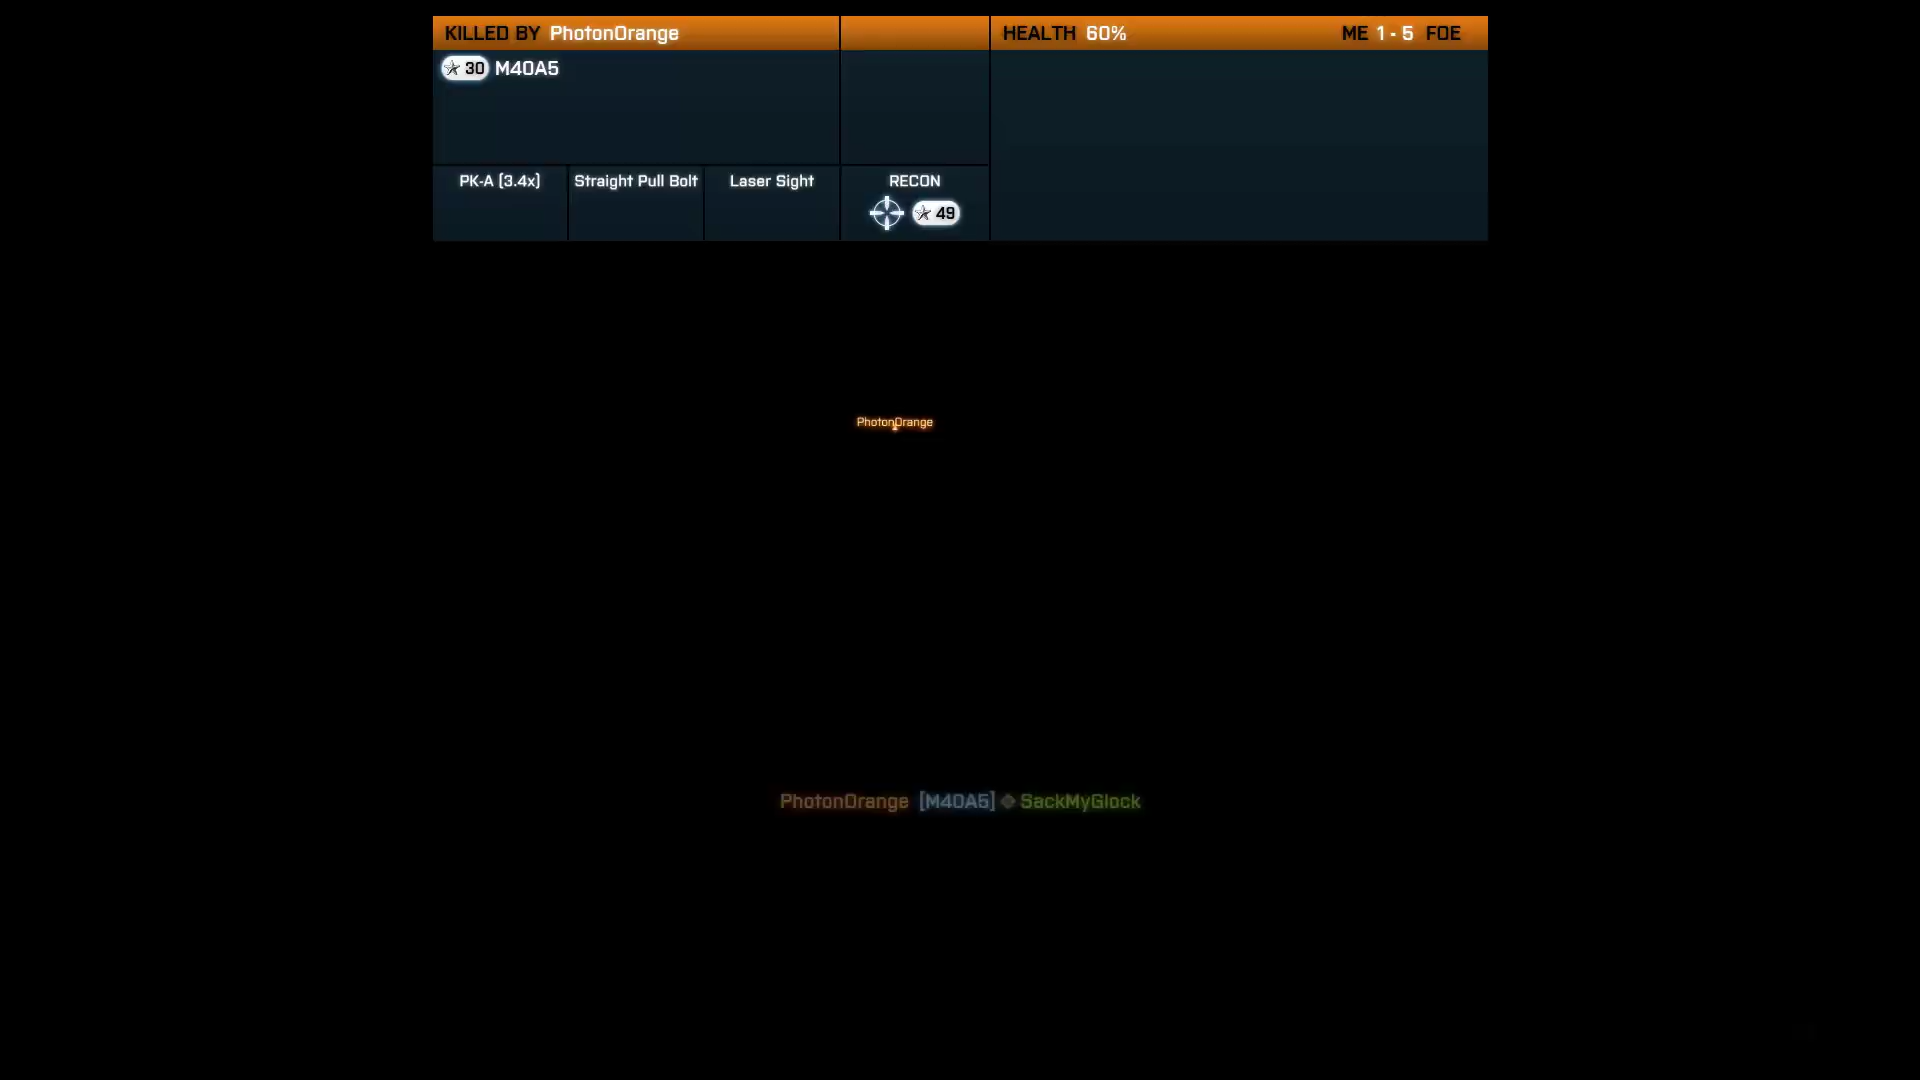 KILLED BY PhotonOrange
HEALTH 60%
ME 1 - 5 FOE
30 M40A5
PK-A (3.4x)
Straight Pull Bolt
Laser Sight
RECON
49
PhotonOrange
PhotonOrange [M40A5] SackMyGlock